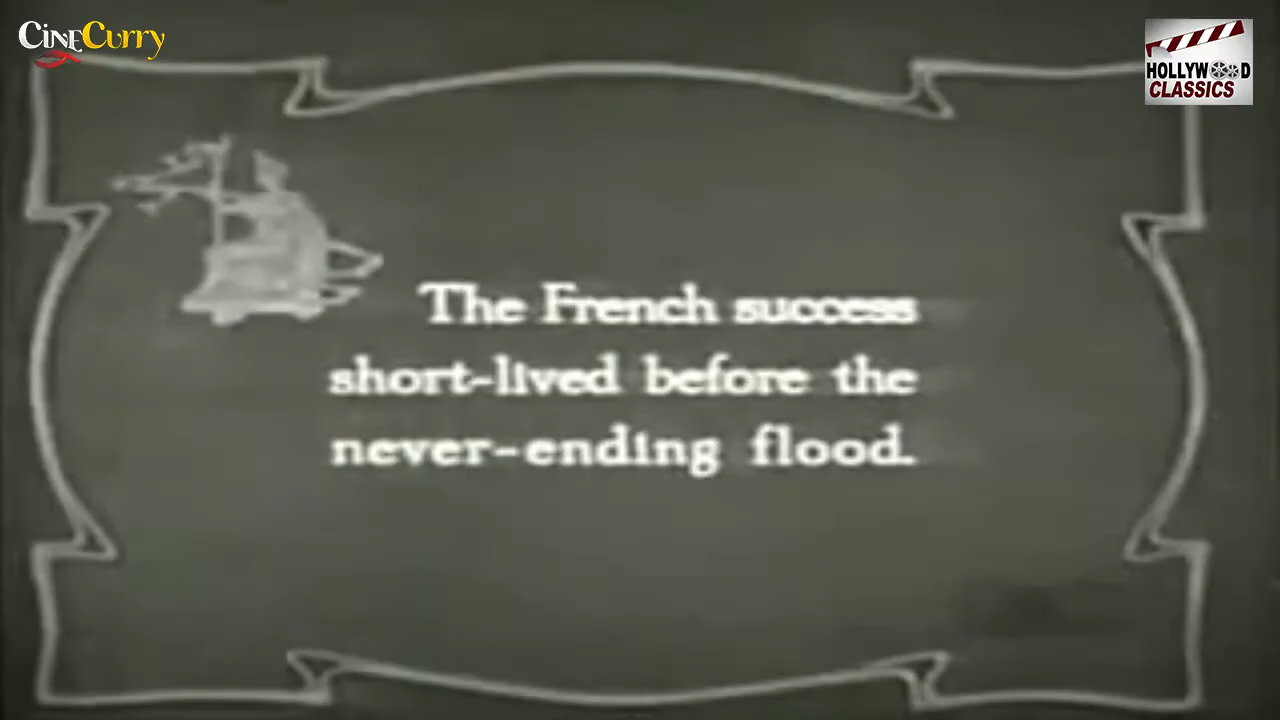 CineCurry
HOLLYWOOD
CLASSICS
The French success
short-lived before the
never-ending flood.